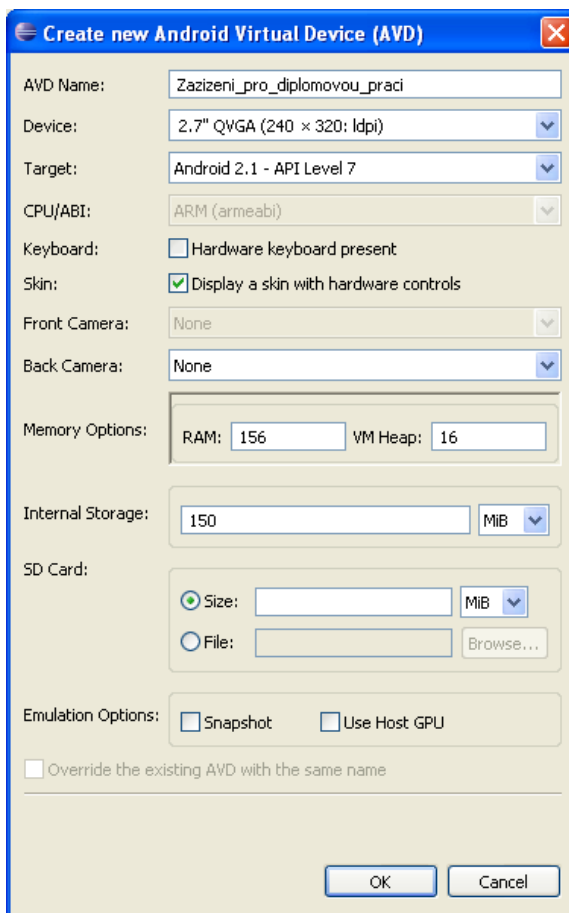 Create new Android Virtual Device (AVD)
AVD Name: Zazizeni_pro_diplomovou_praci
Device: 2.7" QVGA (240 × 320: ldpi)
Target: Android 2.1 - API Level 7
CPU/ABI: ARM (armeabi)
Keyboard: Hardware keyboard present
Skin: Display a skin with hardware controls
Front Camera: None
Back Camera: None
Memory Options: RAM: 156 VM Heap: 16
Internal Storage: 150 MiB
SD Card:
Size: MiB
File: Browse...
Emulation Options: Snapshot Use Host GPU
Override the existing AVD with the same name
OK Cancel